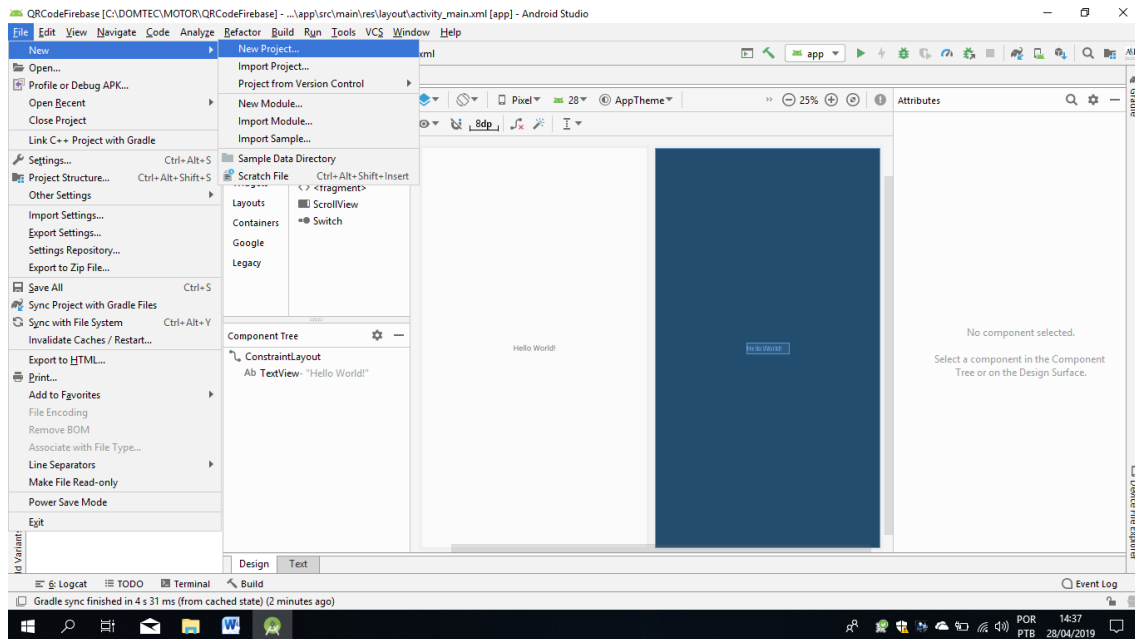 QRCodeFirebase [C:\DOMTEC\MOTOR\QRCodeFirebase] - ...\app\src\main\res\layout\activity_main.xml [app] - Android Studio
File Edit View Navigate Code Analyze Refactor Build Run Tools VCS Window Help
New
Open...
Profile or Debug APK...
Open Recent
Close Project
Link C++ Project with Gradle
Settings... Ctrl+Alt+S
Project Structure... Ctrl+Alt+Shift+S
Other Settings
Import Settings...
Export Settings...
Settings Repository...
Export to Zip File...
Save All Ctrl+S
Sync Project with Gradle Files
Sync with File System Ctrl+Alt+Y
Invalidate Caches / Restart...
Export to HTML...
Print...
Add to Favorites
File Encoding
Remove BOM
Associate with File Type...
Line Separators
Make File Read-only
Power Save Mode
Exit
New Project...
Import Project...
Project from Version Control
New Module...
Import Module...
Import Sample...
Sample Data Directory
Scratch File Ctrl+Alt+Shift+Insert
xml
app
Pixel 28 AppTheme 25%
8dp
Attributes
Gradle
<fragment>
Layouts
Containers
Google
Legacy
ScrollView
Switch
Component Tree
ConstraintLayout
Ab TextView- "Hello World!"
Hello World!
Hello World!
No component selected.
Select a component in the Component
Tree or on the Design Surface.
Device File Explorer
d Variants
Design Text
6: Logcat TODO Terminal Build Event Log
Gradle sync finished in 4 s 31 ms (from cached state) (2 minutes ago)
POR
PTB
14:37
28/04/2019